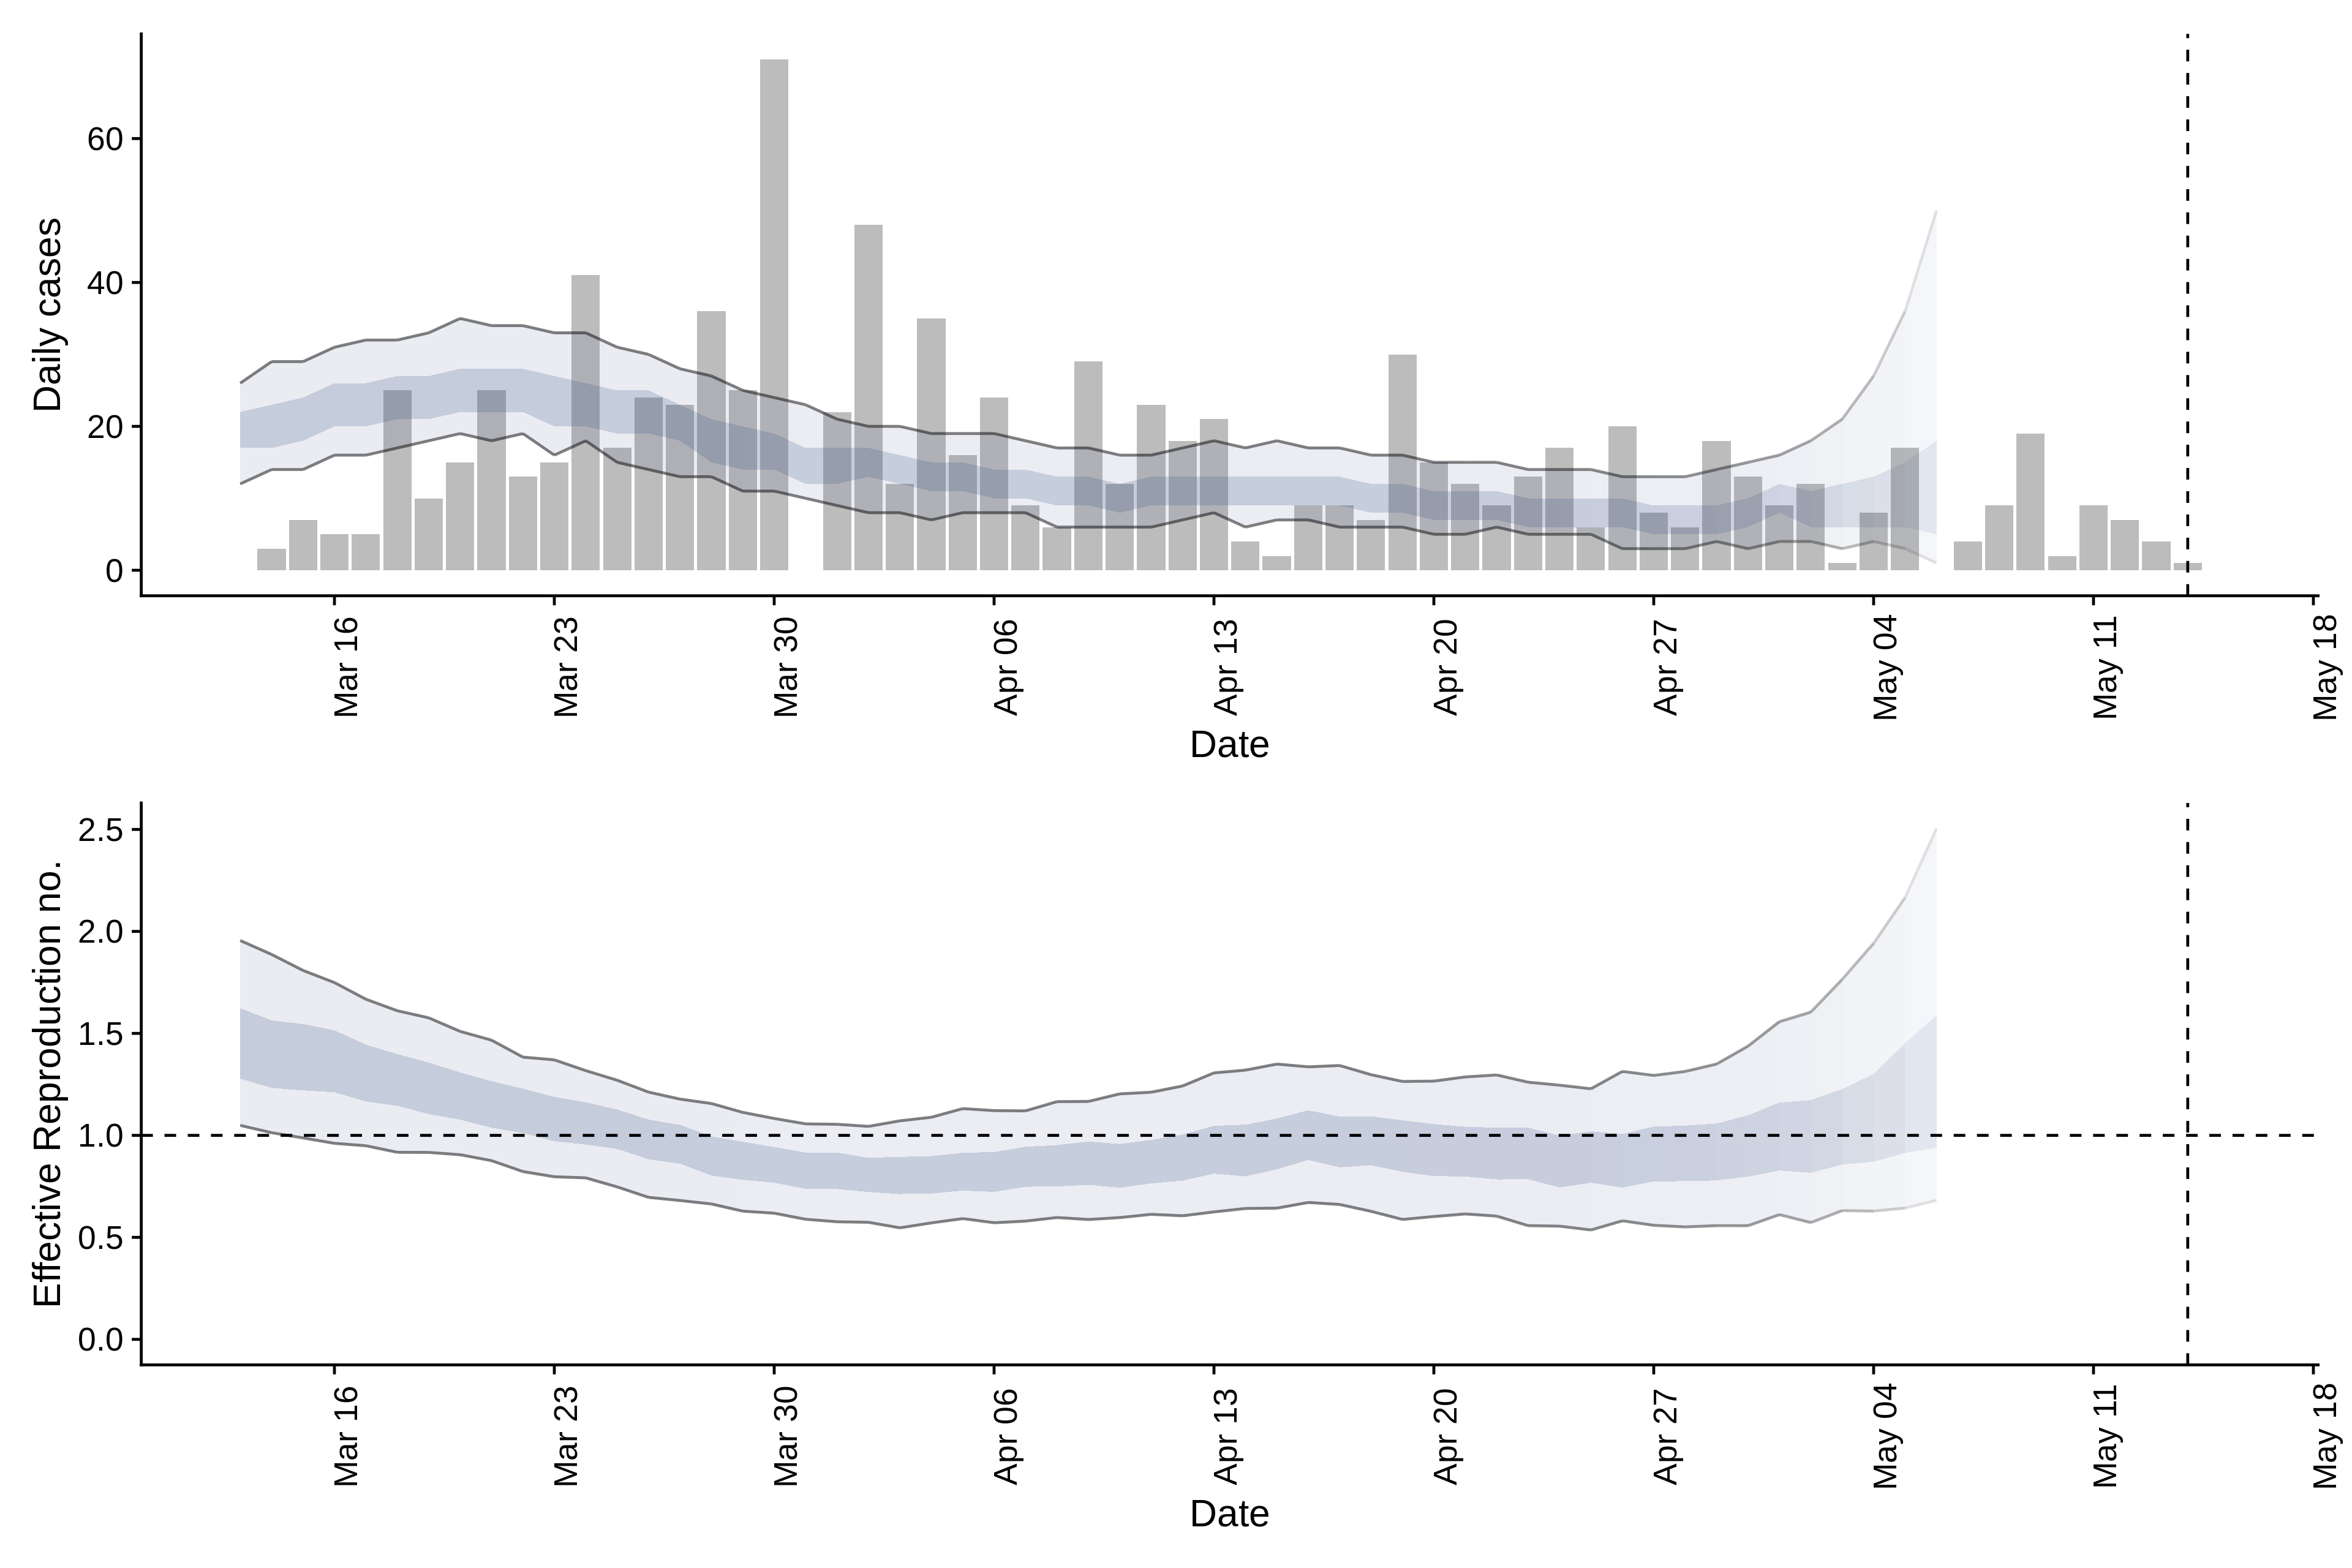 Daily cases
60
40
20
0
Mar 16
Mar 23
Mar 30
Apr 06
Apr 13
Apr 20
Apr 27
May 04
May 11
May 18
Date
Effective Reproduction no.
2.5
2.0
1.5
1.0
0.5
0.0
Mar 16
Mar 23
Mar 30
Apr 06
Apr 13
Apr 20
Apr 27
May 04
May 11
May 18
Date